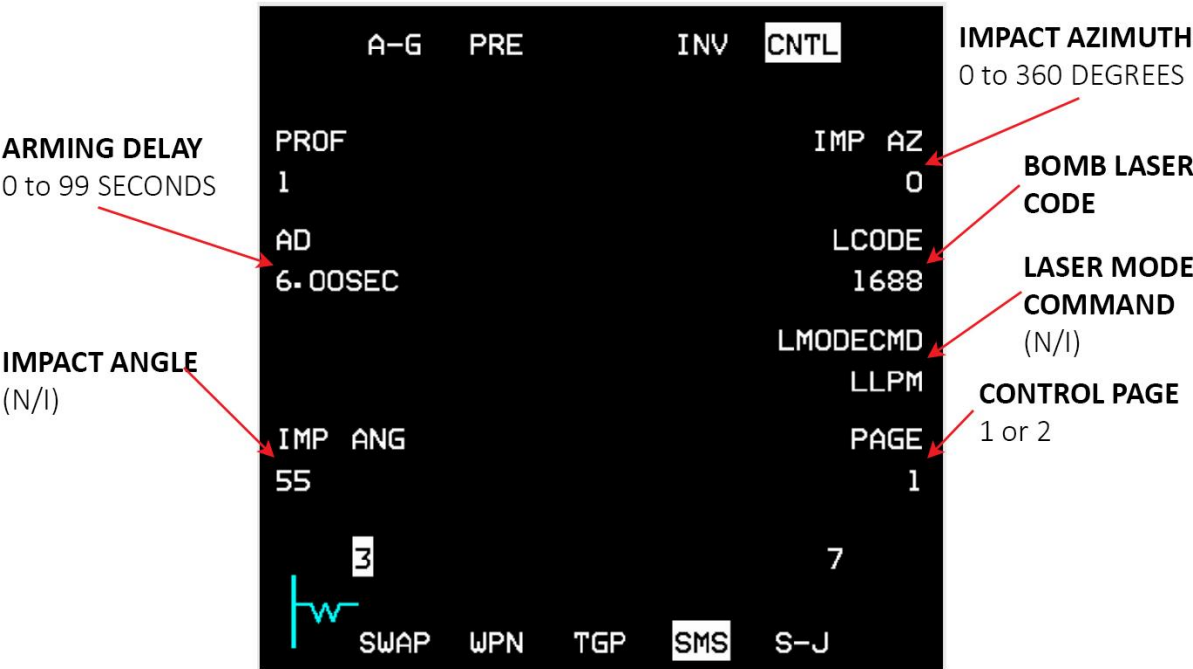 A-G PRE INV CNTL
IMPACT AZIMUTH
0 to 360 DEGREES
ARMING DELAY
0 to 99 SECONDS
PROF
1
IMP AZ
0
BOMB LASER
CODE
AD
6.00SEC
LCODE
1688
LASER MODE
COMMAND
(N/I)
LMODECMD
LLPM
IMPACT ANGLE
(N/I)
CONTROL PAGE
1 or 2
IMP ANG
55
PAGE
1
3 7
SWAP WPN TGP SMS S-J